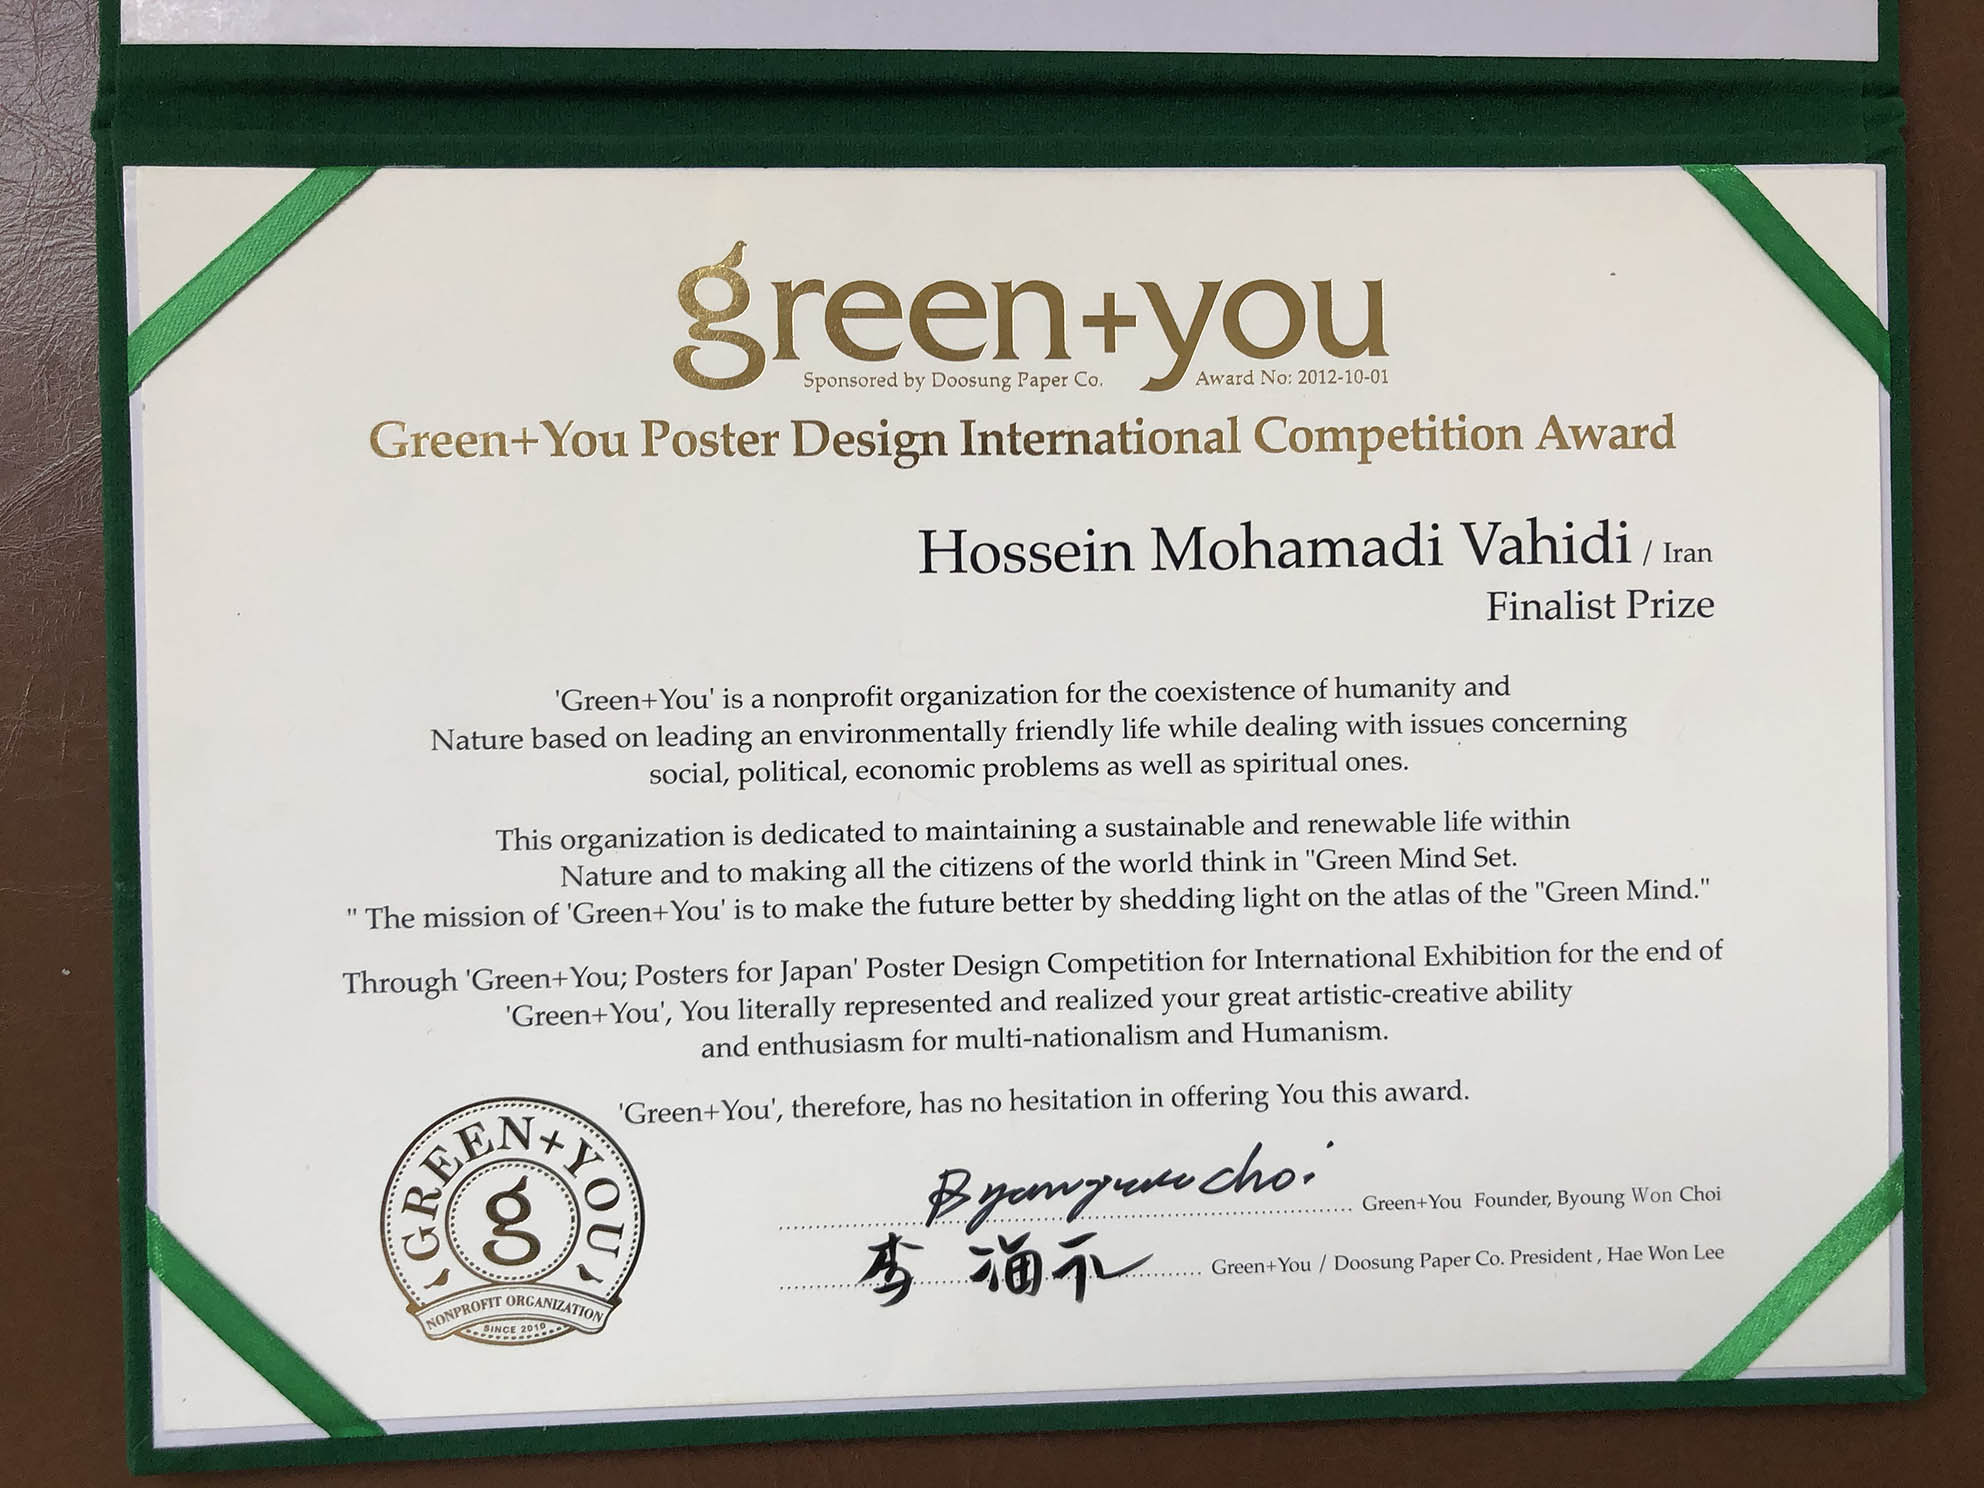 green+you
Sponsored by Doosung Paper Co. Award No: 2012-10-01
Green+You Poster Design International Competition Award
Hossein Mohamadi Vahidi / Iran
Finalist Prize
'Green+You' is a nonprofit organization for the coexistence of humanity and
Nature based on leading an environmentally friendly life while dealing with issues concerning
social, political, economic problems as well as spiritual ones.
This organization is dedicated to maintaining a sustainable and renewable life within
Nature and to making all the citizens of the world think in "Green Mind Set.
" The mission of 'Green+You' is to make the future better by shedding light on the atlas of the "Green Mind."
Through 'Green+You; Posters for Japan' Poster Design Competition for International Exhibition for the end of
'Green+You', You literally represented and realized your great artistic-creative ability
and enthusiasm for multi-nationalism and Humanism.
'Green+You', therefore, has no hesitation in offering You this award.
GREEN+YOU
g
NONPROFIT ORGANIZATION
SINCE 2010
Green+You Founder, Byoung Won Choi
李海元
Green+You / Doosung Paper Co. President , Hae Won Lee